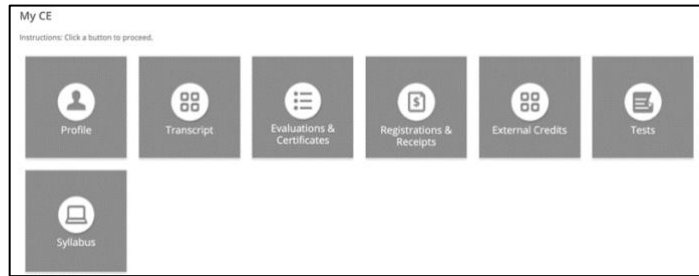 My CE
Instructions: Click a button to proceed.
Profile
Transcript
Evaluations &
Certificates
Registrations &
Receipts
External Credits
Tests
Syllabus